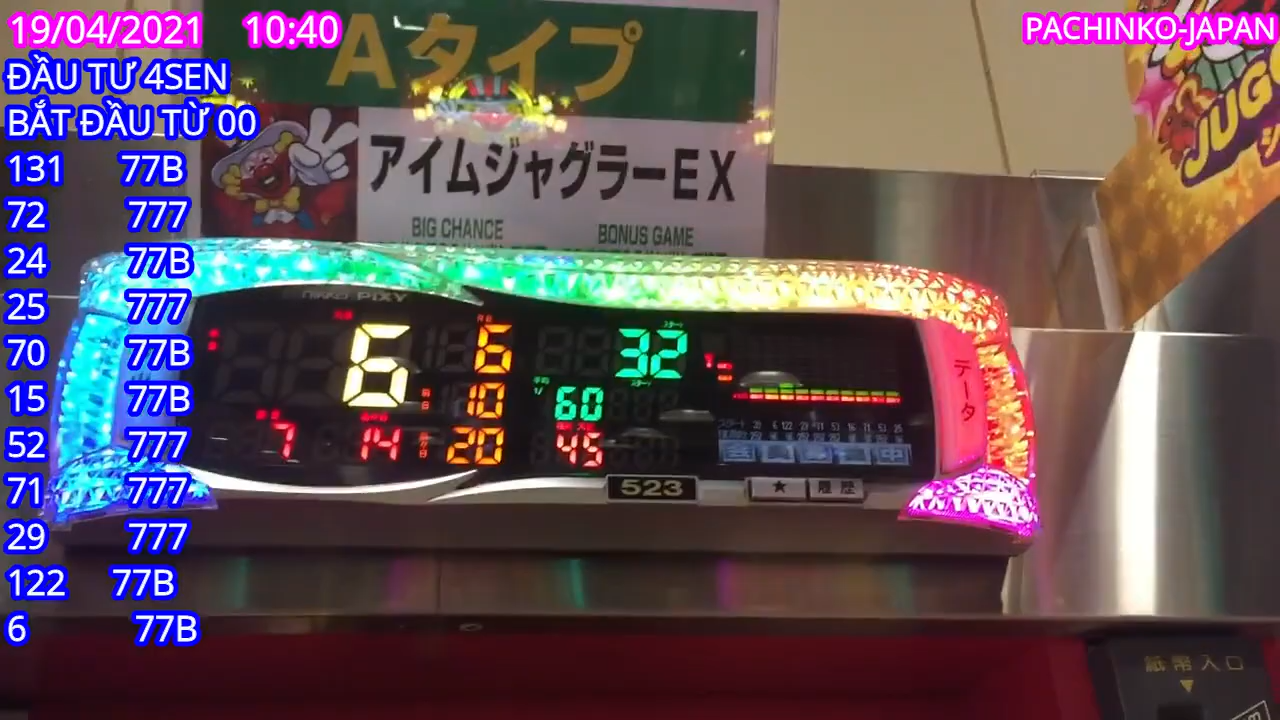 19/04/2021 10:40
PACHINKO-JAPAN
ĐẦU TƯ 4SEN
BẮT ĐẦU TỪ 00
131 77B
72 777
24 77B
25 777
70 77B
15 77B
52 777
71 777
29 777
122 77B
6 77B
Aタイプ
アイムジャグラーEX
BIG CHANCE
BONUS GAME
JUG
PIXY
6
6
32
10
60
7
14
20
45
データ
523
★
履歴
紙幣入口